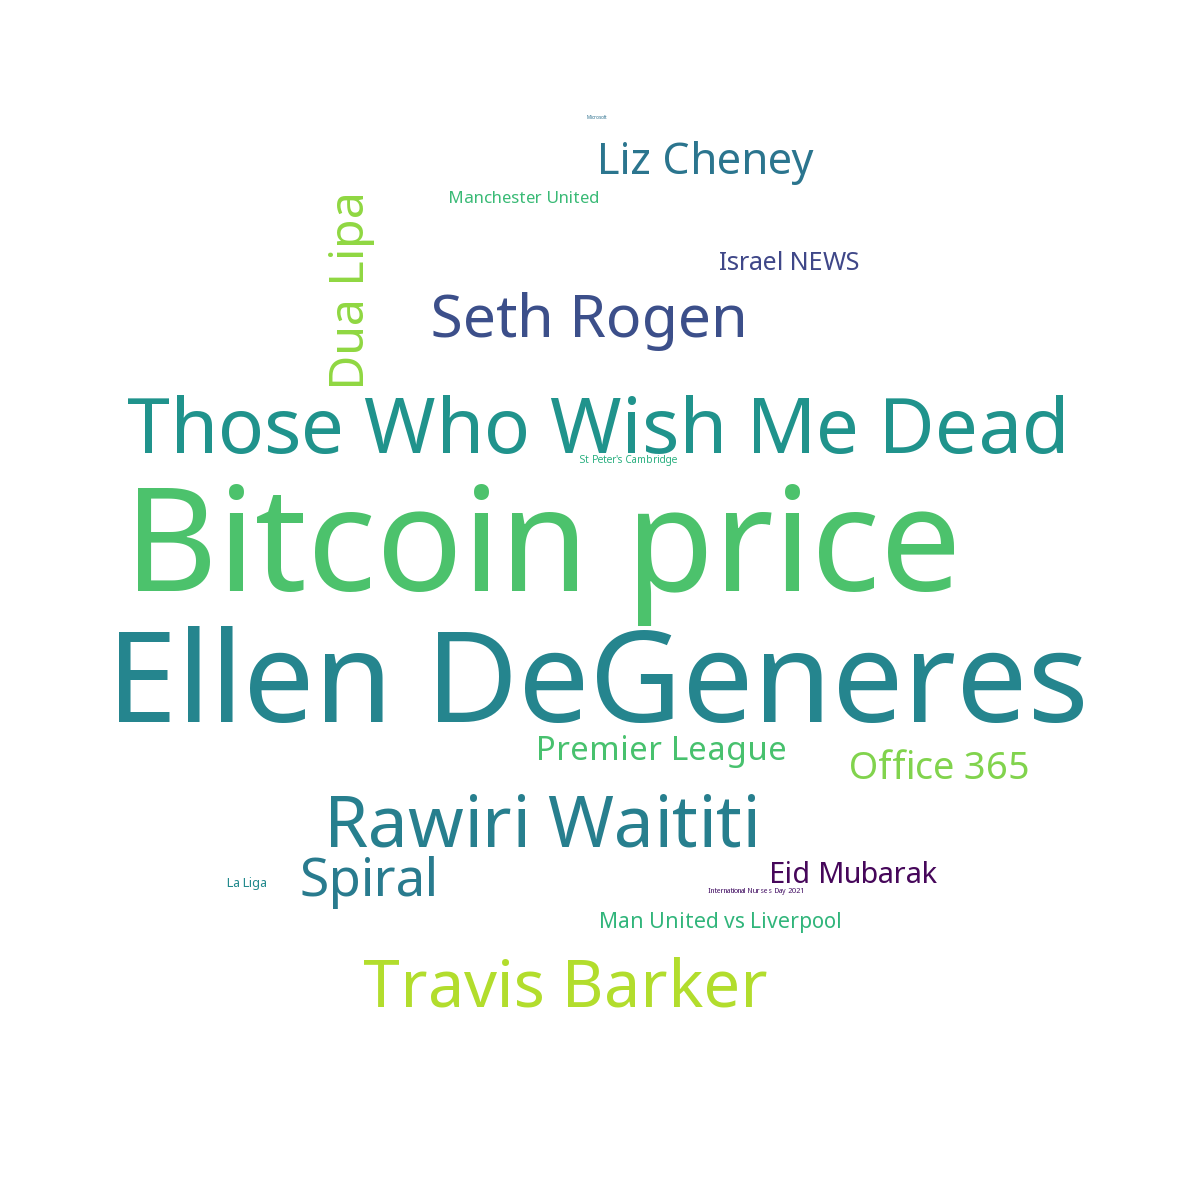 Microsoft
Liz Cheney
Manchester United
Dua Lipa
Israel NEWS
Seth Rogen
Those Who Wish Me Dead
St Peter's Cambridge
Bitcoin price
Ellen DeGeneres
Premier League
Office 365
Rawiri Waititi
Spiral
Eid Mubarak
La Liga
International Nurses Day 2021
Man United vs Liverpool
Travis Barker